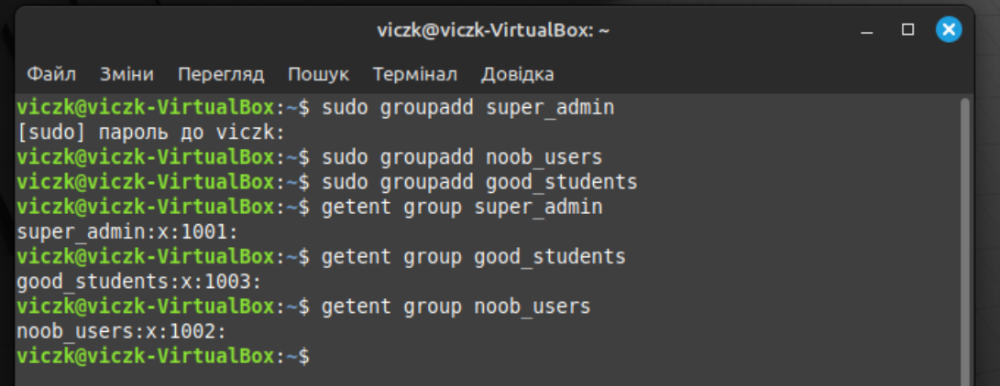 viczk@viczk-VirtualBox: ~
Файл Зміни Перегляд Пошук Термінал Довідка
viczk@viczk-VirtualBox:~$ sudo groupadd super_admin
[sudo] пароль до viczk:
viczk@viczk-VirtualBox:~$ sudo groupadd noob_users
viczk@viczk-VirtualBox:~$ sudo groupadd good_students
viczk@viczk-VirtualBox:~$ getent group super_admin
super_admin:x:1001:
viczk@viczk-VirtualBox:~$ getent group good_students
good_students:x:1003:
viczk@viczk-VirtualBox:~$ getent group noob_users
noob_users:x:1002:
viczk@viczk-VirtualBox:~$